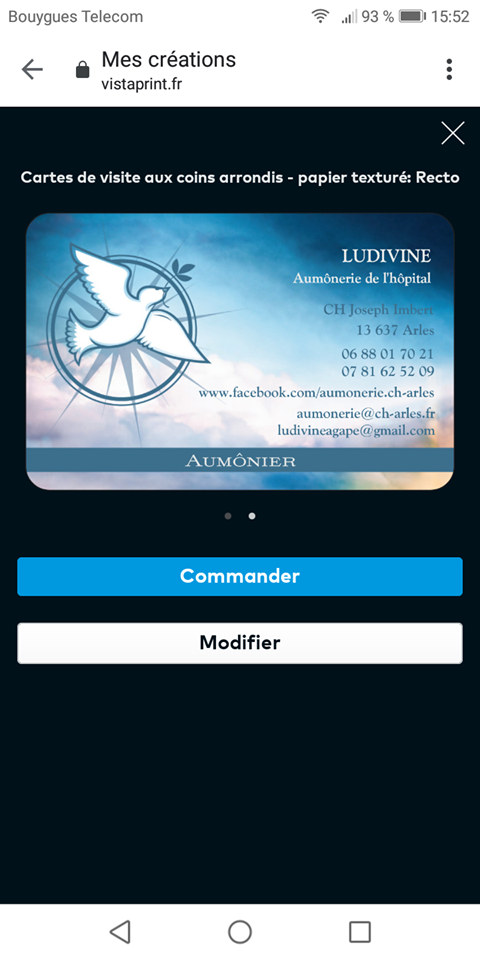 Bouygues Telecom 93 % 15:52
Mes créations
vistaprint.fr
Cartes de visite aux coins arrondis - papier texturé: Recto
LUDIVINE
Aumônerie de l'hôpital
CH Joseph Imbert
13 637 Arles
06 88 01 70 21
07 81 62 52 09
www.facebook.com/aumonerie.ch-arles
aumonerie@ch-arles.fr
ludivineagape@gmail.com
AUMÔNIER
Commander
Modifier